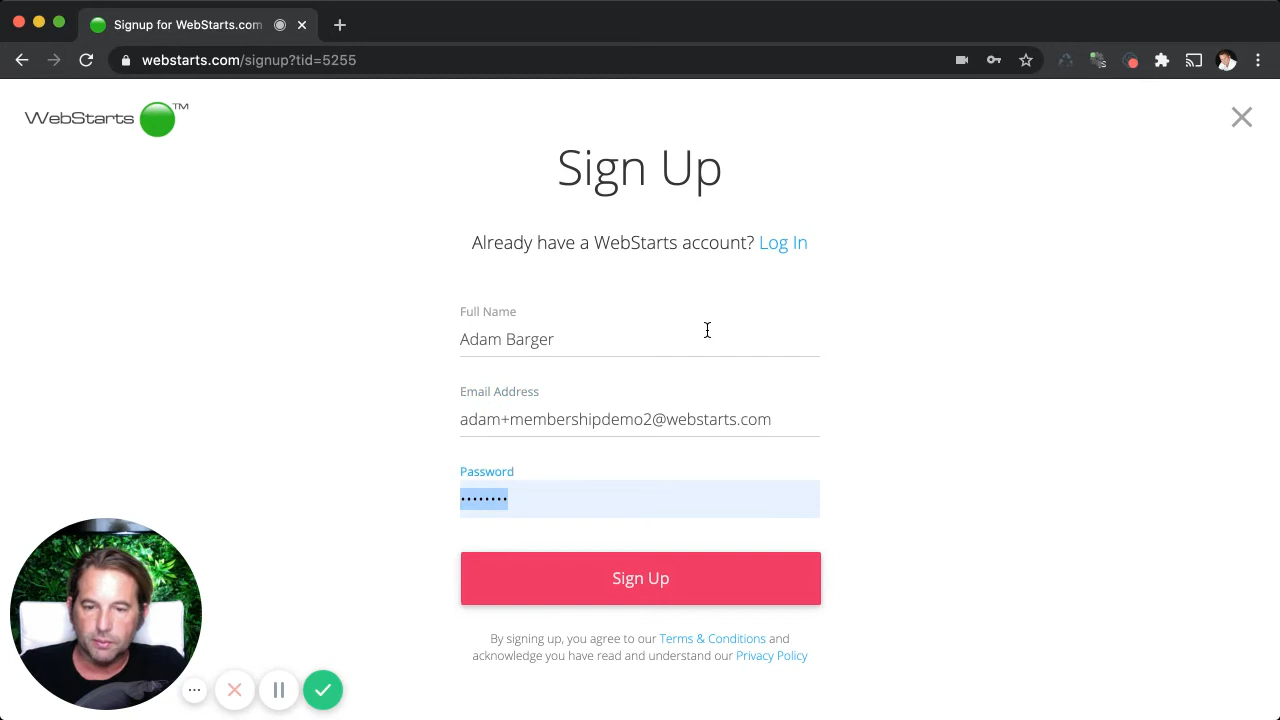 Signup for WebStarts.com
webstarts.com/signup?tid=5255
WebStarts TM
Sign Up
Already have a WebStarts account? Log In
Full Name
Adam Barger
Email Address
adam+membershipdemo2@webstarts.com
Password
••••••••
Sign Up
By signing up, you agree to our Terms & Conditions and
acknowledge you have read and understand our Privacy Policy